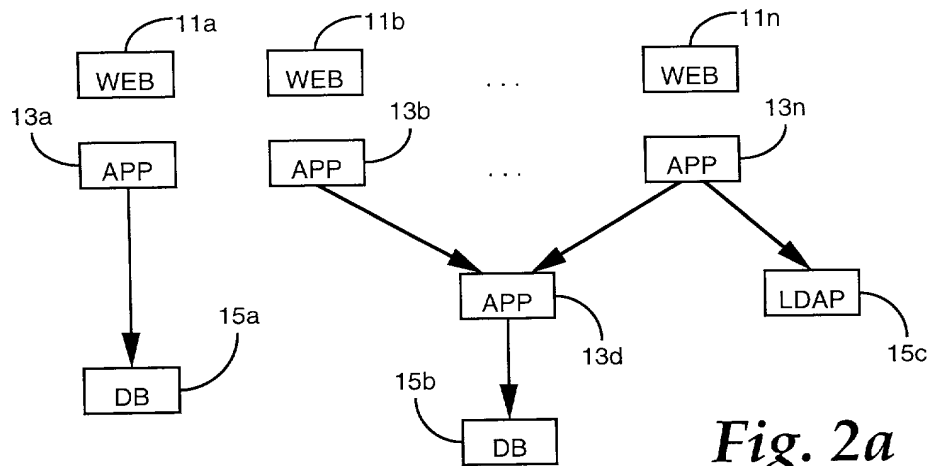 11a
11b
11n
WEB
WEB
...
WEB
13a
13b
13n
APP
APP
...
APP
APP
LDAP
15a
13d
15c
DB
15b
DB
Fig. 2a